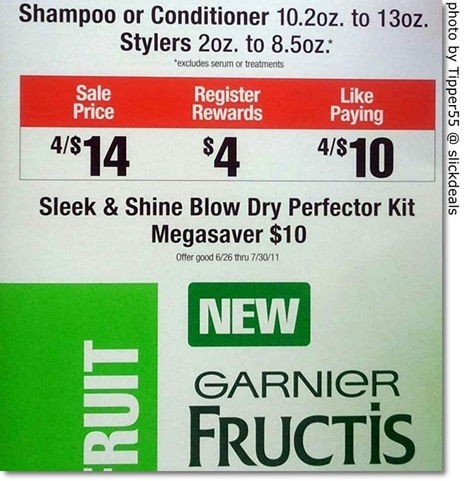 Shampoo or Conditioner 10.2oz. to 13oz.
Stylers 2oz. to 8.5oz.*
*excludes serum or treatments
Sale Price
Register Rewards
Like Paying
4/$14
$4
4/$10
Sleek & Shine Blow Dry Perfector Kit
Megasaver $10
Offer good 6/26 thru 7/30/11
NEW
GARNIER
FRUCTIS
RUIT
photo by Tipper55 @ slickdeals